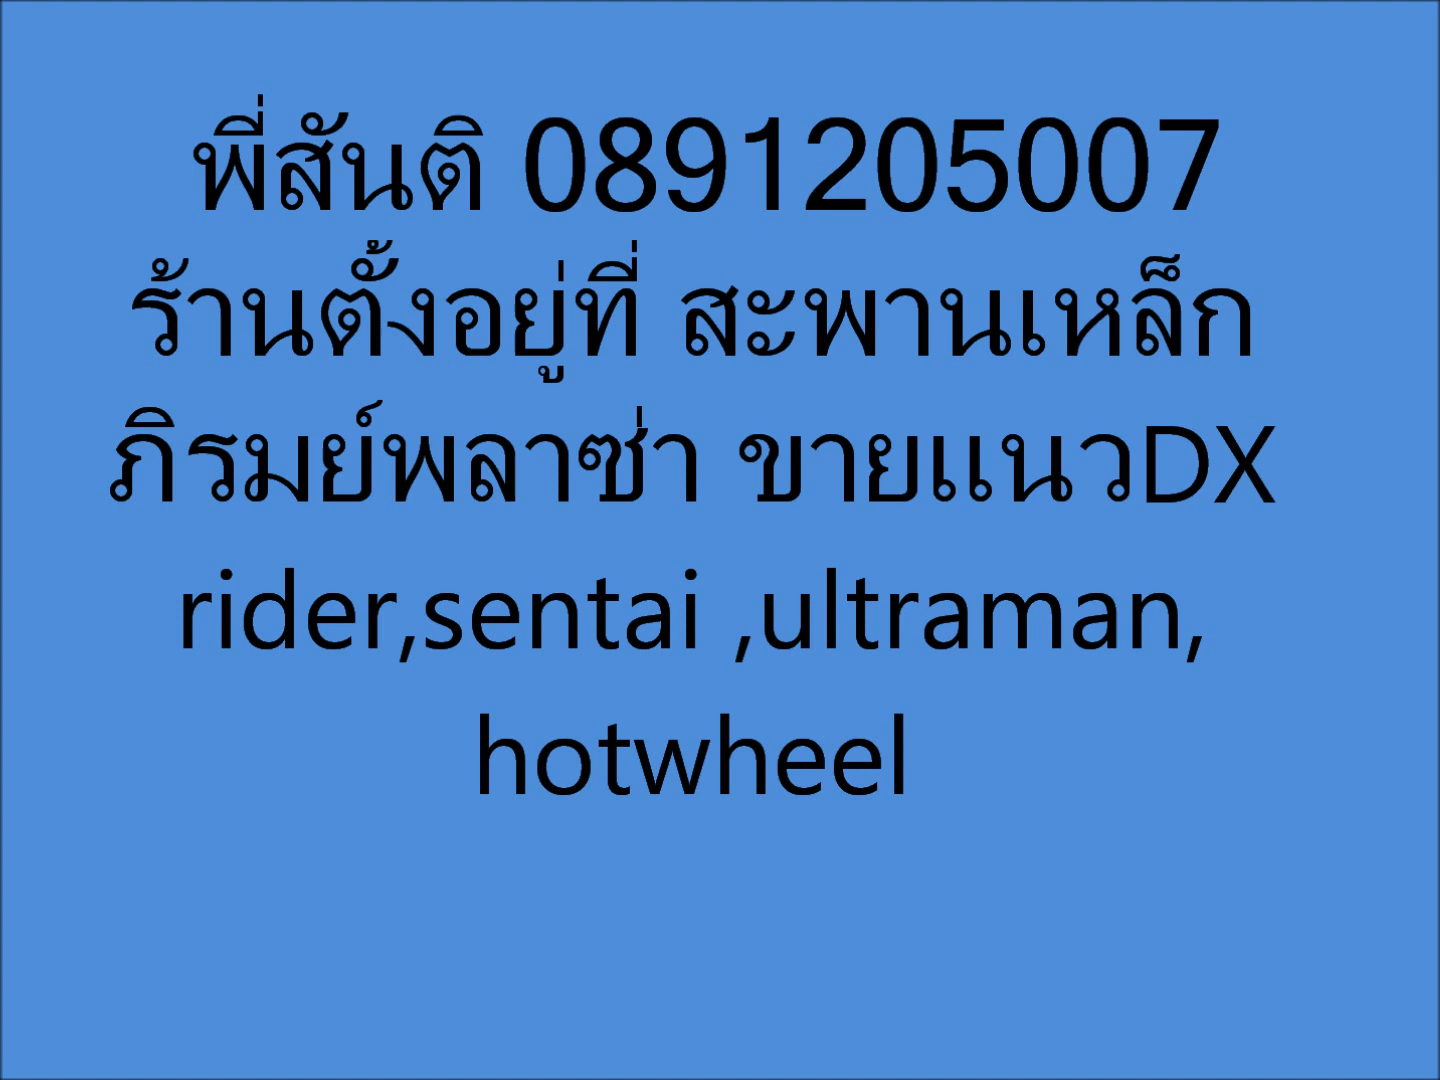 พี่สันติ 0891205007
ร้านตั้งอยู่ที่ สะพานเหล็ก
ภิรมย์พลาซ่า ขายแนวDX
rider,sentai ,ultraman,
hotwheel